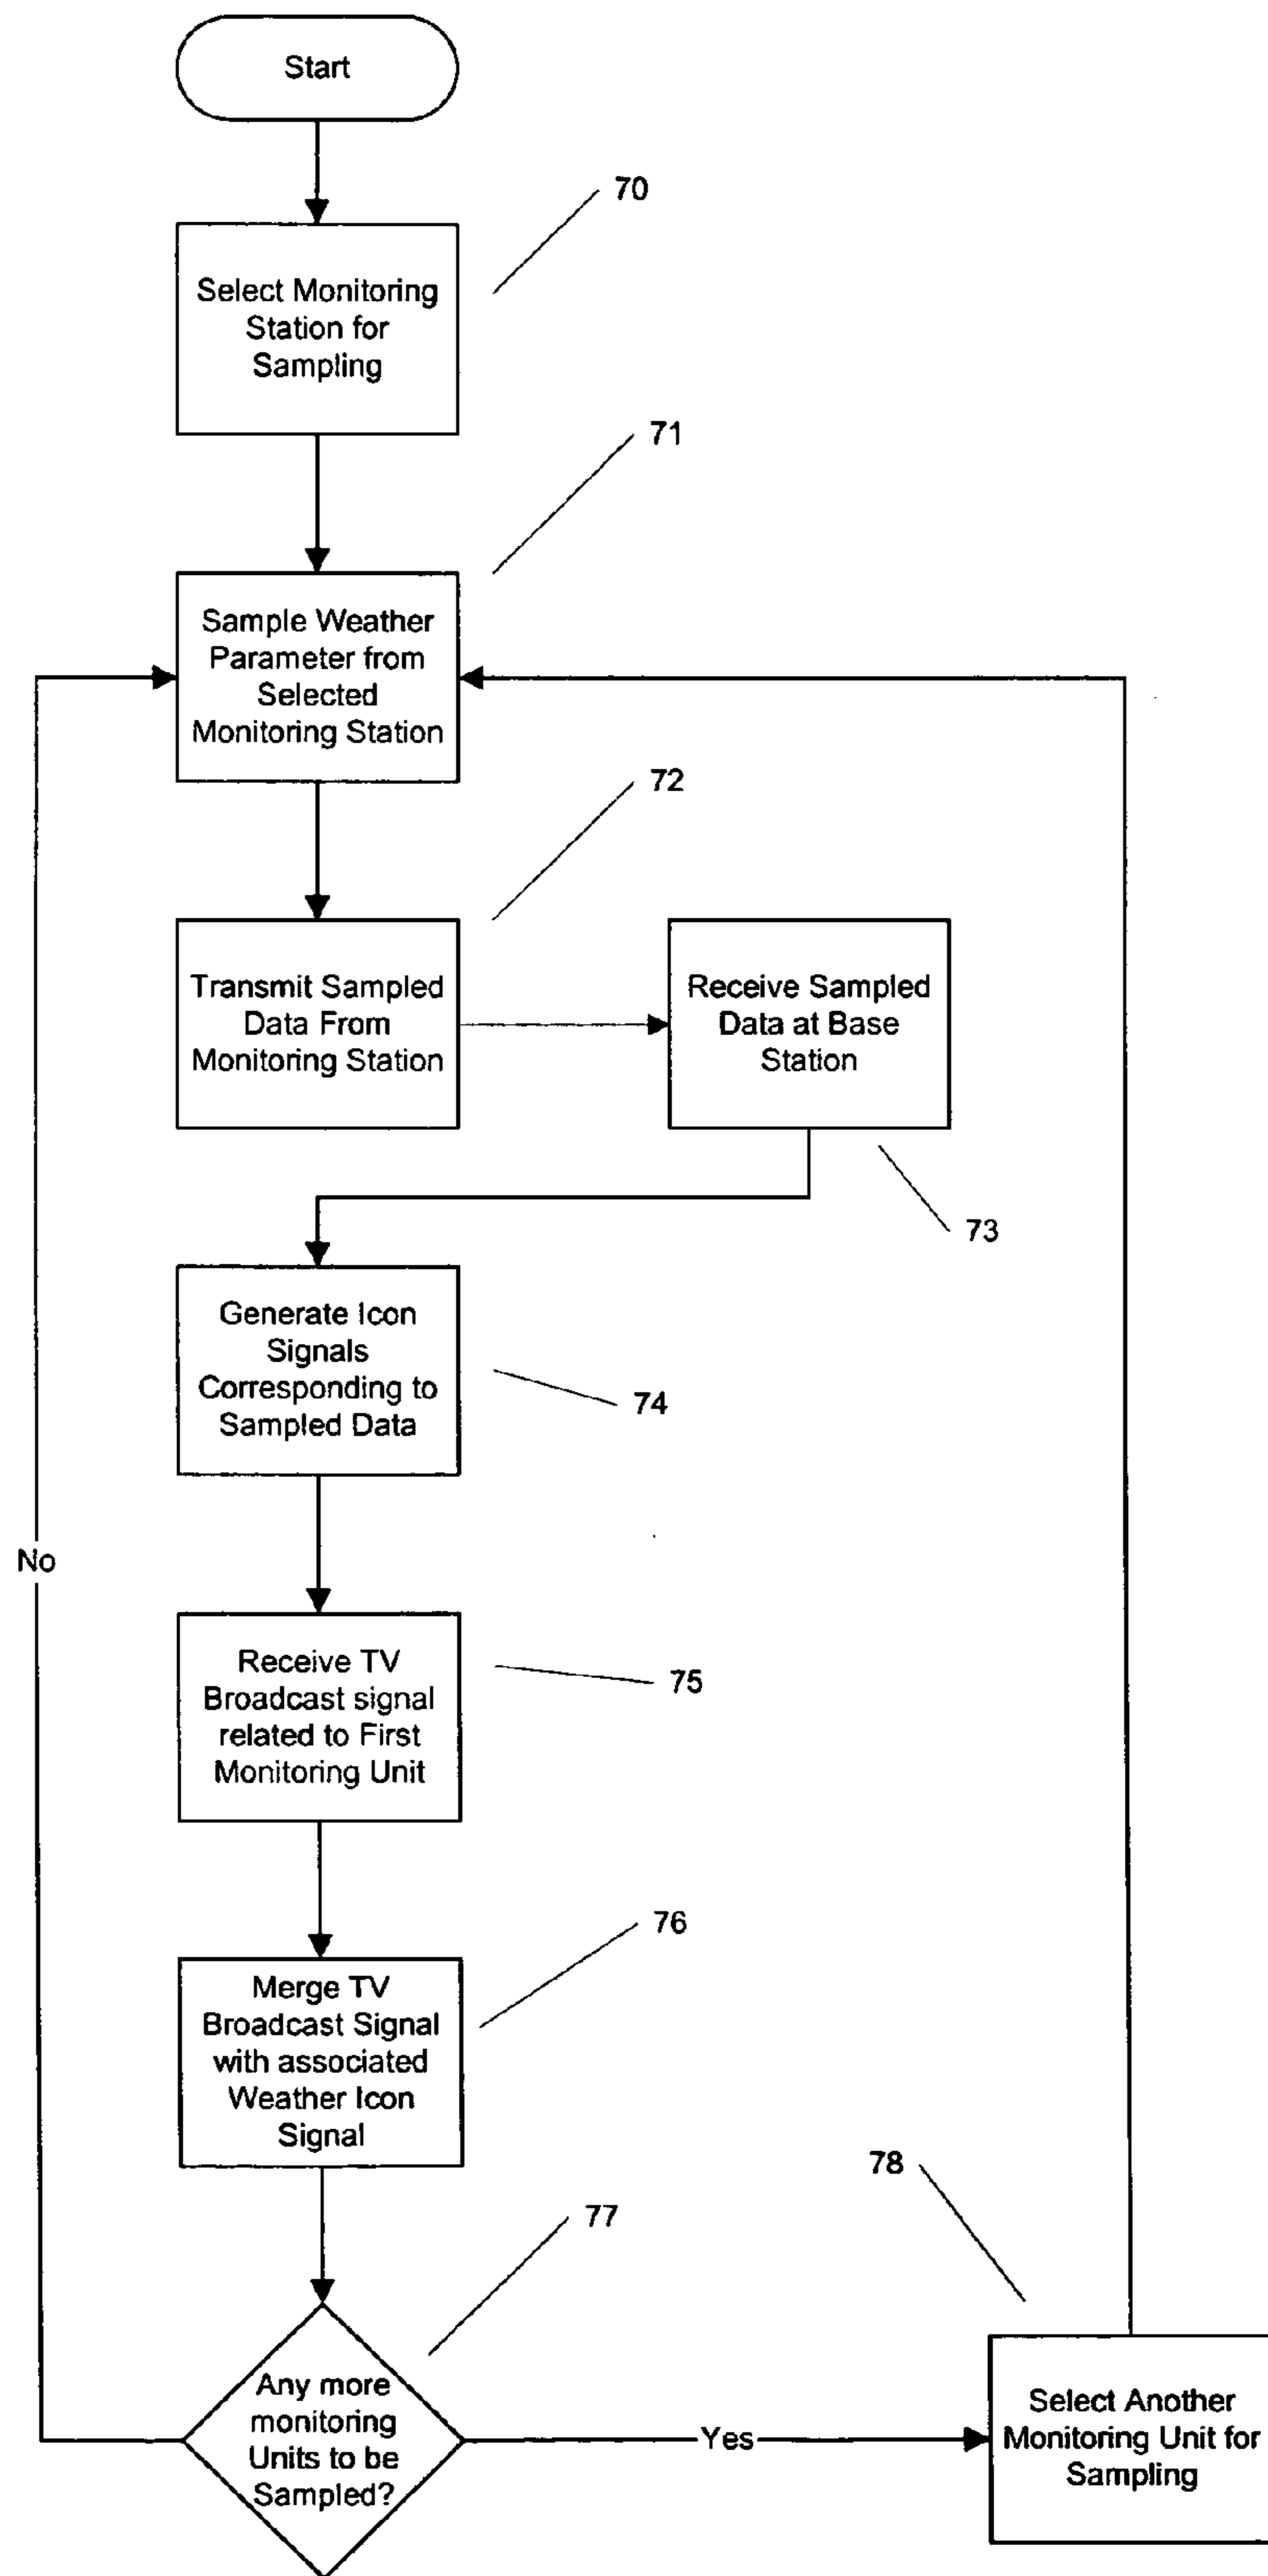 Start
70
Select Monitoring
Station for
Sampling
71
Sample Weather
Parameter from
Selected
Monitoring Station
72
Transmit Sampled
Data From
Monitoring Station
Receive Sampled
Data at Base
Station
73
Generate Icon
Signals
Corresponding to
Sampled Data
74
No
Receive TV
Broadcast signal
related to First
Monitoring Unit
75
76
Merge TV
Broadcast Signal
with associated
Weather Icon
Signal
77
78
Any more
monitoring
Units to be
Sampled?
Yes
Select Another
Monitoring Unit for
Sampling